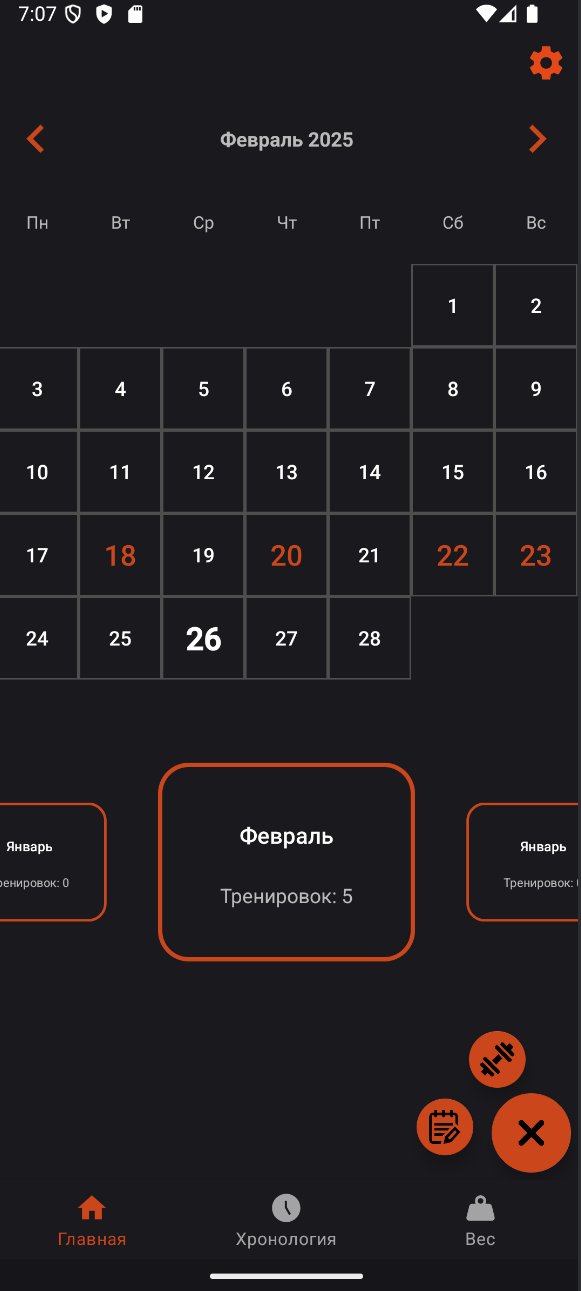 7:07
Февраль 2025
Пн Вт Ср Чт Пт Сб Вс
1 2
3 4 5 6 7 8 9
10 11 12 13 14 15 16
17 18 19 20 21 22 23
24 25 26 27 28
Январь Февраль Январь
ренировок: 0 Тренировок: 5 Тренировок:
Главная Хронология Вес